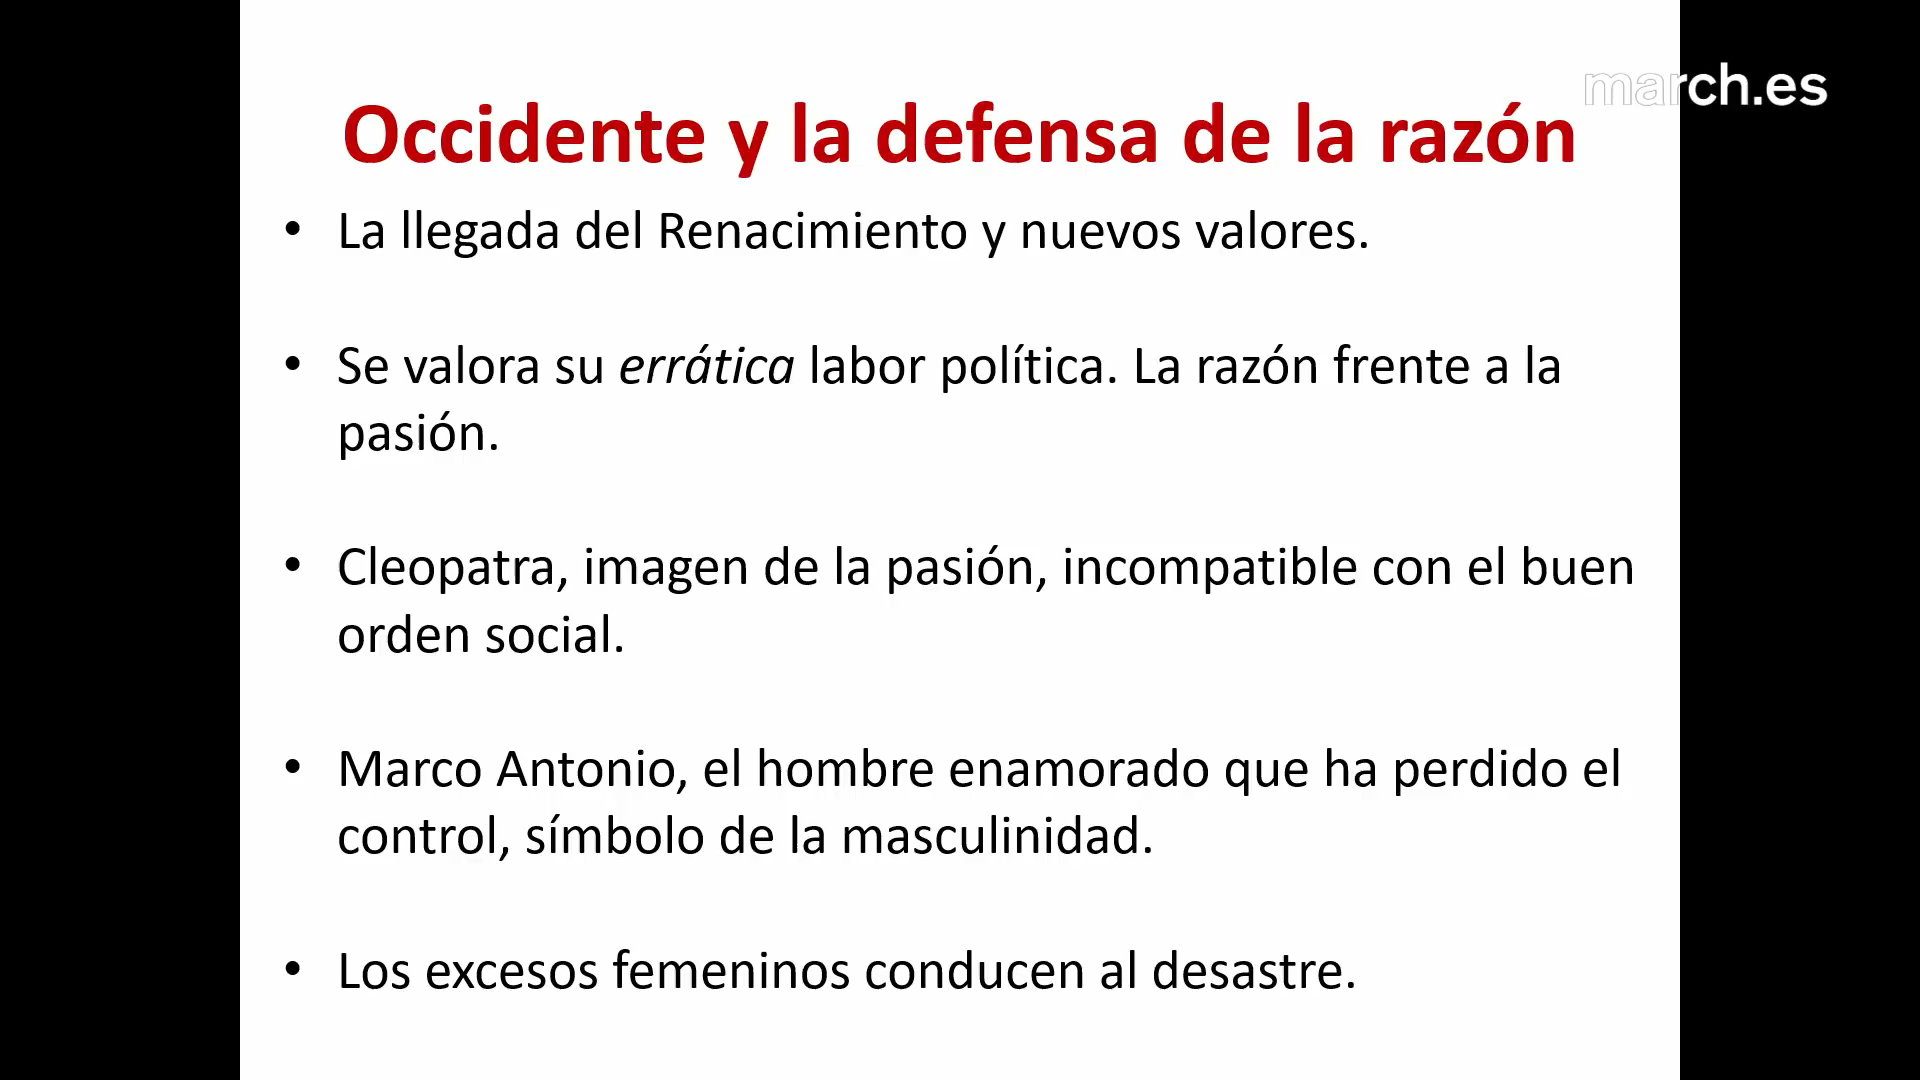 march.es
Occidente y la defensa de la razón
• La llegada del Renacimiento y nuevos valores.
• Se valora su errática labor política. La razón frente a la
pasión.
• Cleopatra, imagen de la pasión, incompatible con el buen
orden social.
• Marco Antonio, el hombre enamorado que ha perdido el
control, símbolo de la masculinidad.
• Los excesos femeninos conducen al desastre.